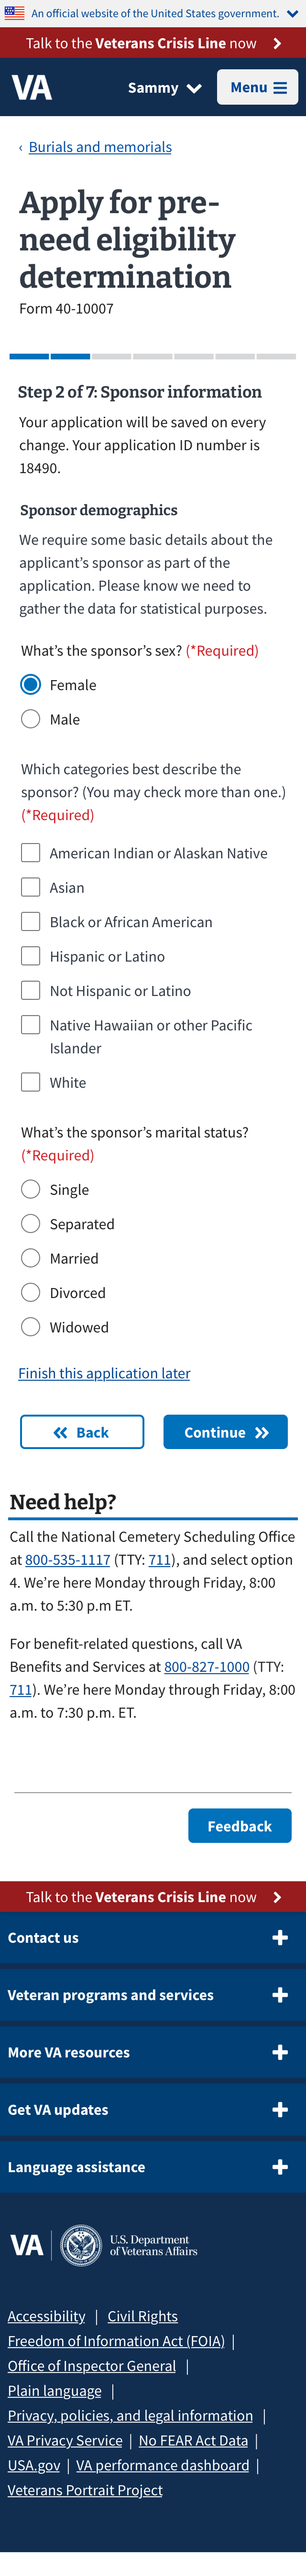 An official website of the United States government.
Talk to the Veterans Crisis Line now
VA
Sammy
Menu
‹ Burials and memorials
Apply for pre-
need eligibility
determination
Form 40-10007
Step 2 of 7: Sponsor information
Your application will be saved on every
change. Your application ID number is
18490.
Sponsor demographics
We require some basic details about the
applicant’s sponsor as part of the
application. Please know we need to
gather the data for statistical purposes.
What’s the sponsor’s sex? (*Required)
Female
Male
Which categories best describe the
sponsor? (You may check more than one.)
(*Required)
American Indian or Alaskan Native
Asian
Black or African American
Hispanic or Latino
Not Hispanic or Latino
Native Hawaiian or other Pacific
Islander
White
What’s the sponsor’s marital status?
(*Required)
Single
Separated
Married
Divorced
Widowed
Finish this application later
Back
Continue
Need help?
Call the National Cemetery Scheduling Office
at 800-535-1117 (TTY: 711), and select option
4. We’re here Monday through Friday, 8:00
a.m. to 5:30 p.m ET.
For benefit-related questions, call VA
Benefits and Services at 800-827-1000 (TTY:
711). We’re here Monday through Friday, 8:00
a.m. to 7:30 p.m. ET.
Feedback
Talk to the Veterans Crisis Line now
Contact us
Veteran programs and services
More VA resources
Get VA updates
Language assistance
VA
U.S. Department
of Veterans Affairs
Accessibility | Civil Rights
Freedom of Information Act (FOIA) |
Office of Inspector General |
Plain language |
Privacy, policies, and legal information |
VA Privacy Service | No FEAR Act Data |
USA.gov | VA performance dashboard |
Veterans Portrait Project